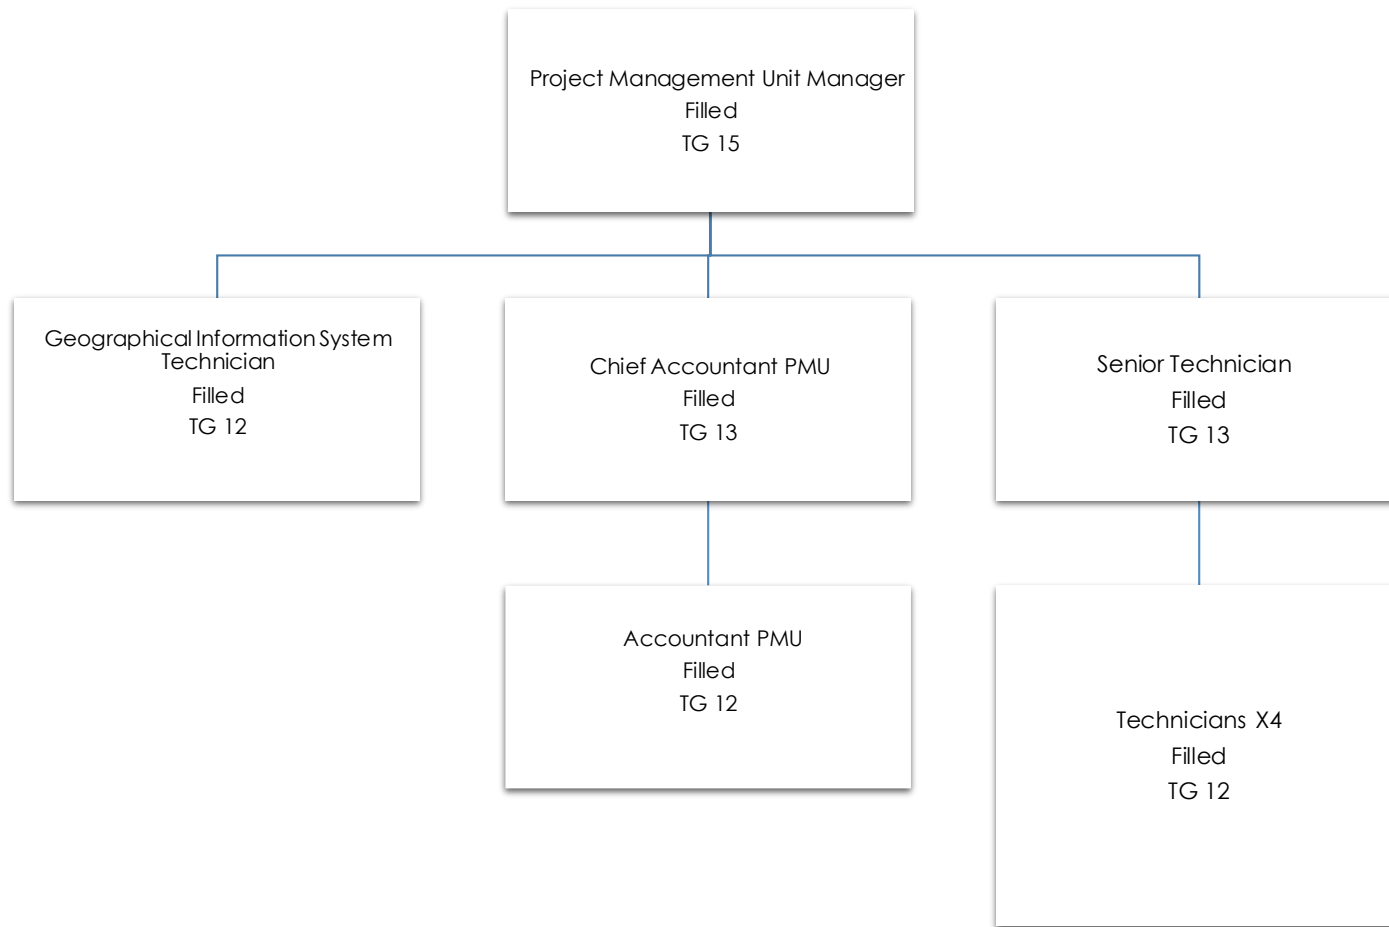 Project Management Unit Manager
Filled
TG 15
Geographical Information System
Technician
Filled
TG 12
Chief Accountant PMU
Filled
TG 13
Senior Technician
Filled
TG 13
Accountant PMU
Filled
TG 12
Technicians X4
Filled
TG 12